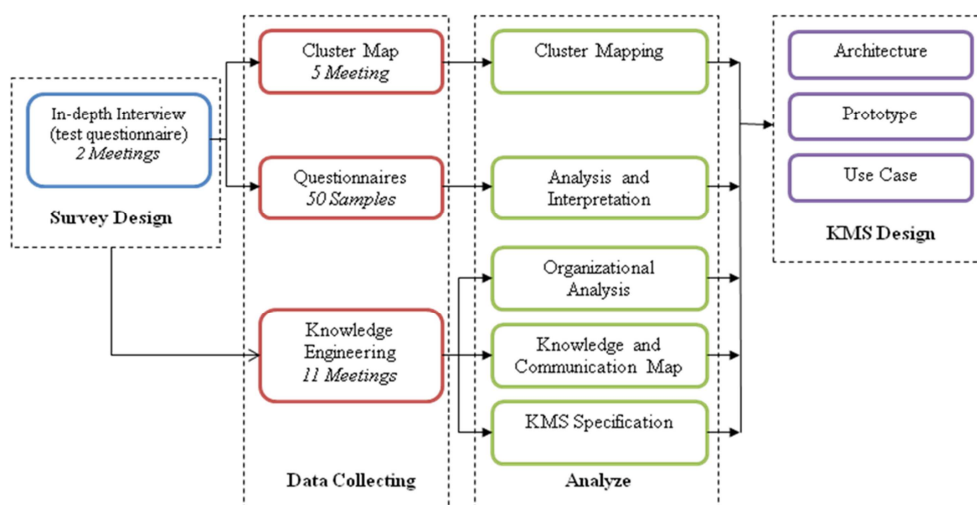 In-depth Interview
(test questionnaire)
2 Meetings
Survey Design
Cluster Map
5 Meeting
Questionnaires
50 Samples
Knowledge
Engineering
11 Meetings
Data Collecting
Cluster Mapping
Analysis and
Interpretation
Organizational
Analysis
Knowledge and
Communication Map
KMS Specification
Analyze
Architecture
Prototype
Use Case
KMS Design